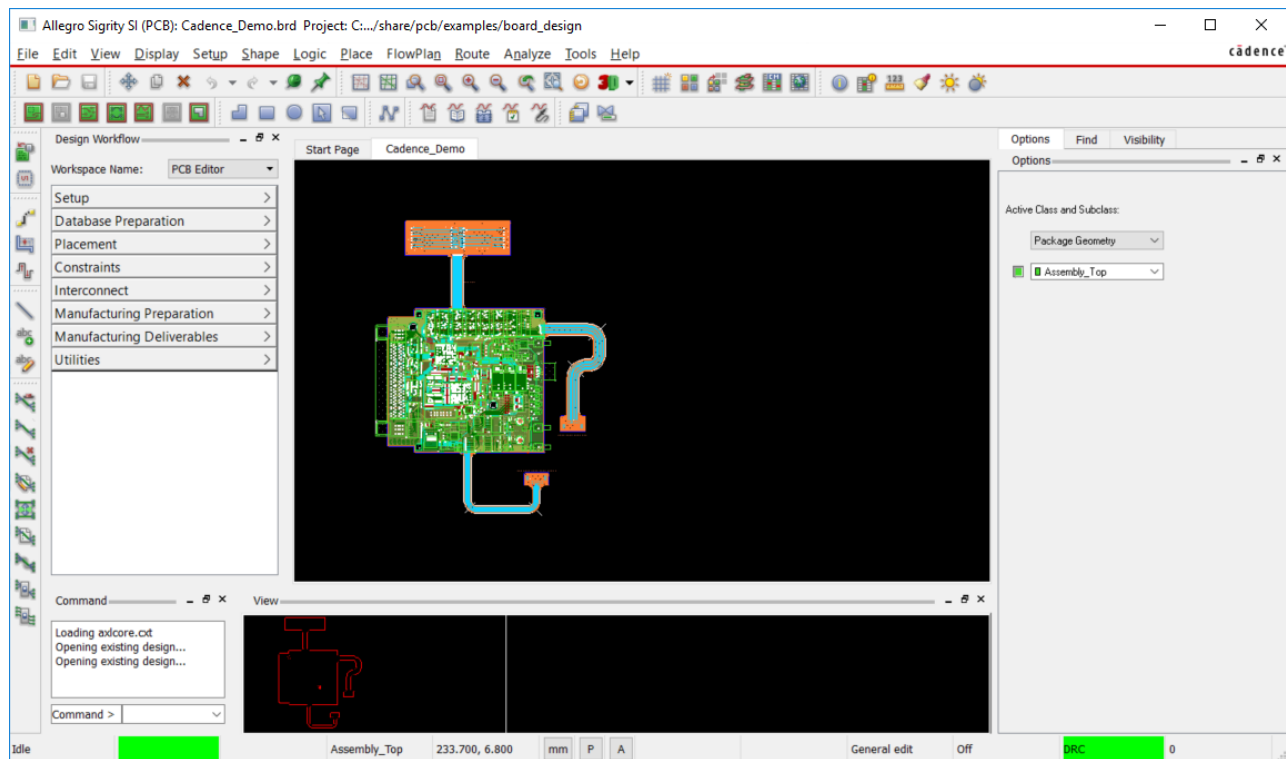 Allegro Sigrity SI (PCB): Cadence_Demo.brd Project: C:.../share/pcb/examples/board_design
File Edit View Display Setup Shape Logic Place FlowPlan Route Analyze Tools Help
cādence
Design Workflow
Workspace Name: PCB Editor
Setup
Database Preparation
Placement
Constraints
Interconnect
Manufacturing Preparation
Manufacturing Deliverables
Utilities
Start Page Cadence_Demo
Options Find Visibility
Options
Active Class and Subclass:
Package Geometry
Assembly_Top
Command
Loading axlcore.cxt
Opening existing design...
Opening existing design...
Command >
View
Idle Assembly_Top 233.700, 6.800 mm P A General edit Off DRC 0